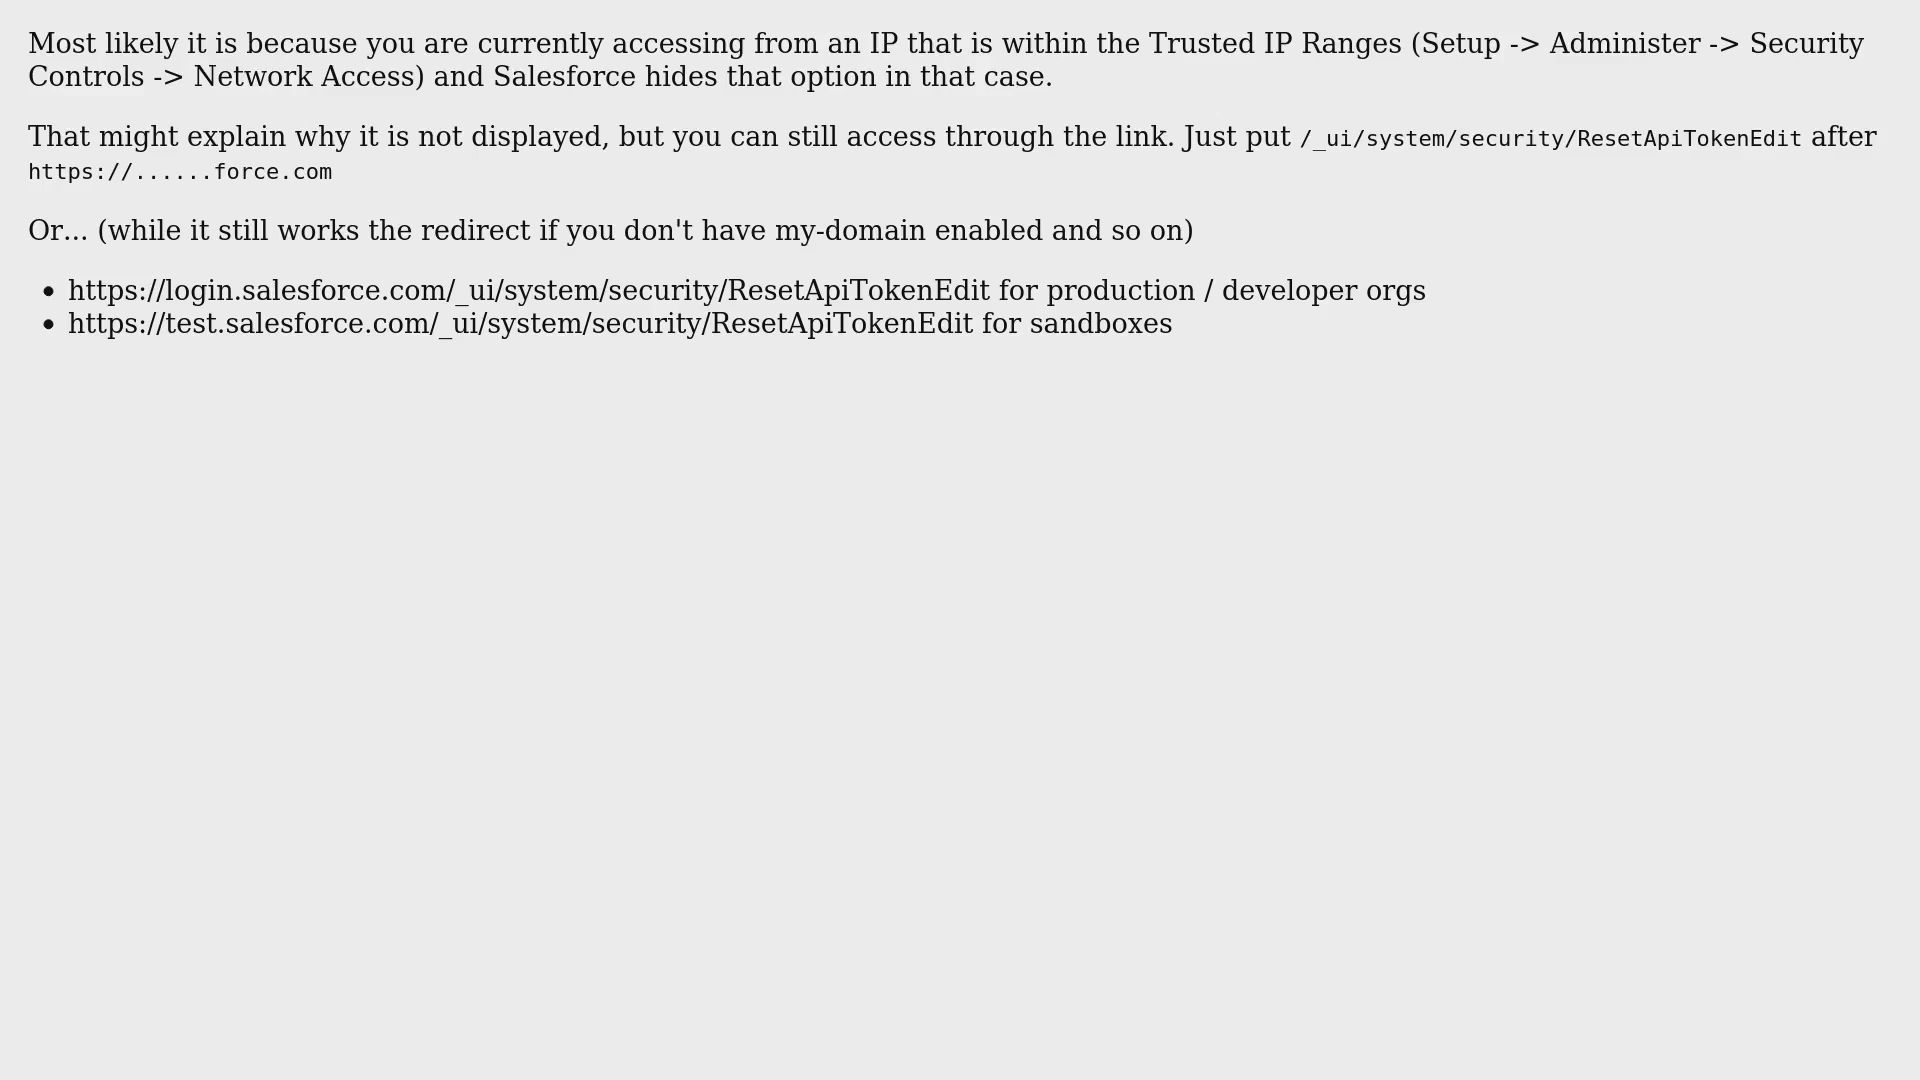 Most likely it is because you are currently accessing from an IP that is within the Trusted IP Ranges (Setup -> Administer -> Security
Controls -> Network Access) and Salesforce hides that option in that case.
That might explain why it is not displayed, but you can still access through the link. Just put /_ui/system/security/ResetApiTokenEdit after
https://......force.com
Or... (while it still works the redirect if you don't have my-domain enabled and so on)
• https://login.salesforce.com/_ui/system/security/ResetApiTokenEdit for production / developer orgs
• https://test.salesforce.com/_ui/system/security/ResetApiTokenEdit for sandboxes